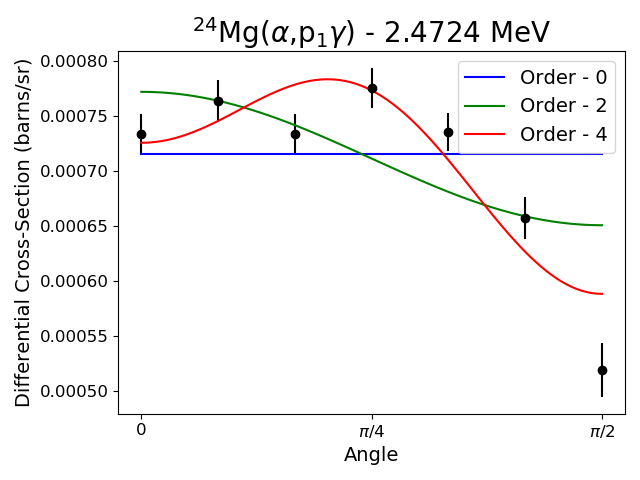 ²⁴Mg(α,p₁γ) - 2.4724 MeV
Differential Cross-Section (barns/sr)
0.00080
0.00075
0.00070
0.00065
0.00060
0.00055
0.00050
Order - 0
Order - 2
Order - 4
0
π/4
π/2
Angle